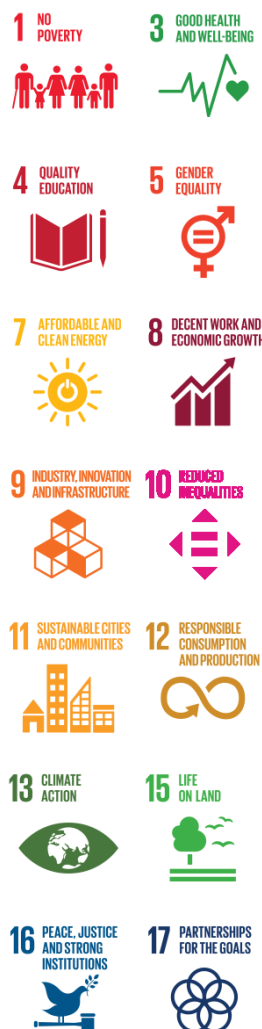 1 NO
POVERTY
3 GOOD HEALTH
AND WELL-BEING
4 QUALITY
EDUCATION
5 GENDER
EQUALITY
7 AFFORDABLE AND
CLEAN ENERGY
8 DECENT WORK AND
ECONOMIC GROWTH
9 INDUSTRY, INNOVATION
AND INFRASTRUCTURE
10 REDUCED
INEQUALITIES
11 SUSTAINABLE CITIES
AND COMMUNITIES
12 RESPONSIBLE
CONSUMPTION
AND PRODUCTION
13 CLIMATE
ACTION
15 LIFE
ON LAND
16 PEACE, JUSTICE
AND STRONG
INSTITUTIONS
17 PARTNERSHIPS
FOR THE GOALS